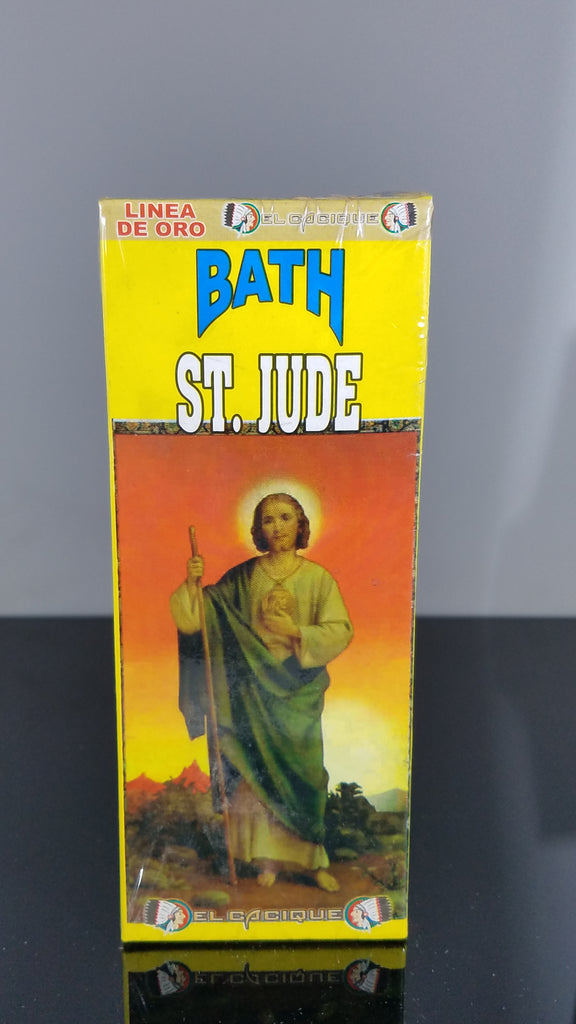 LINEA
DE ORO
EL CACIQUE
BATH
ST. JUDE
EL CACIQUE